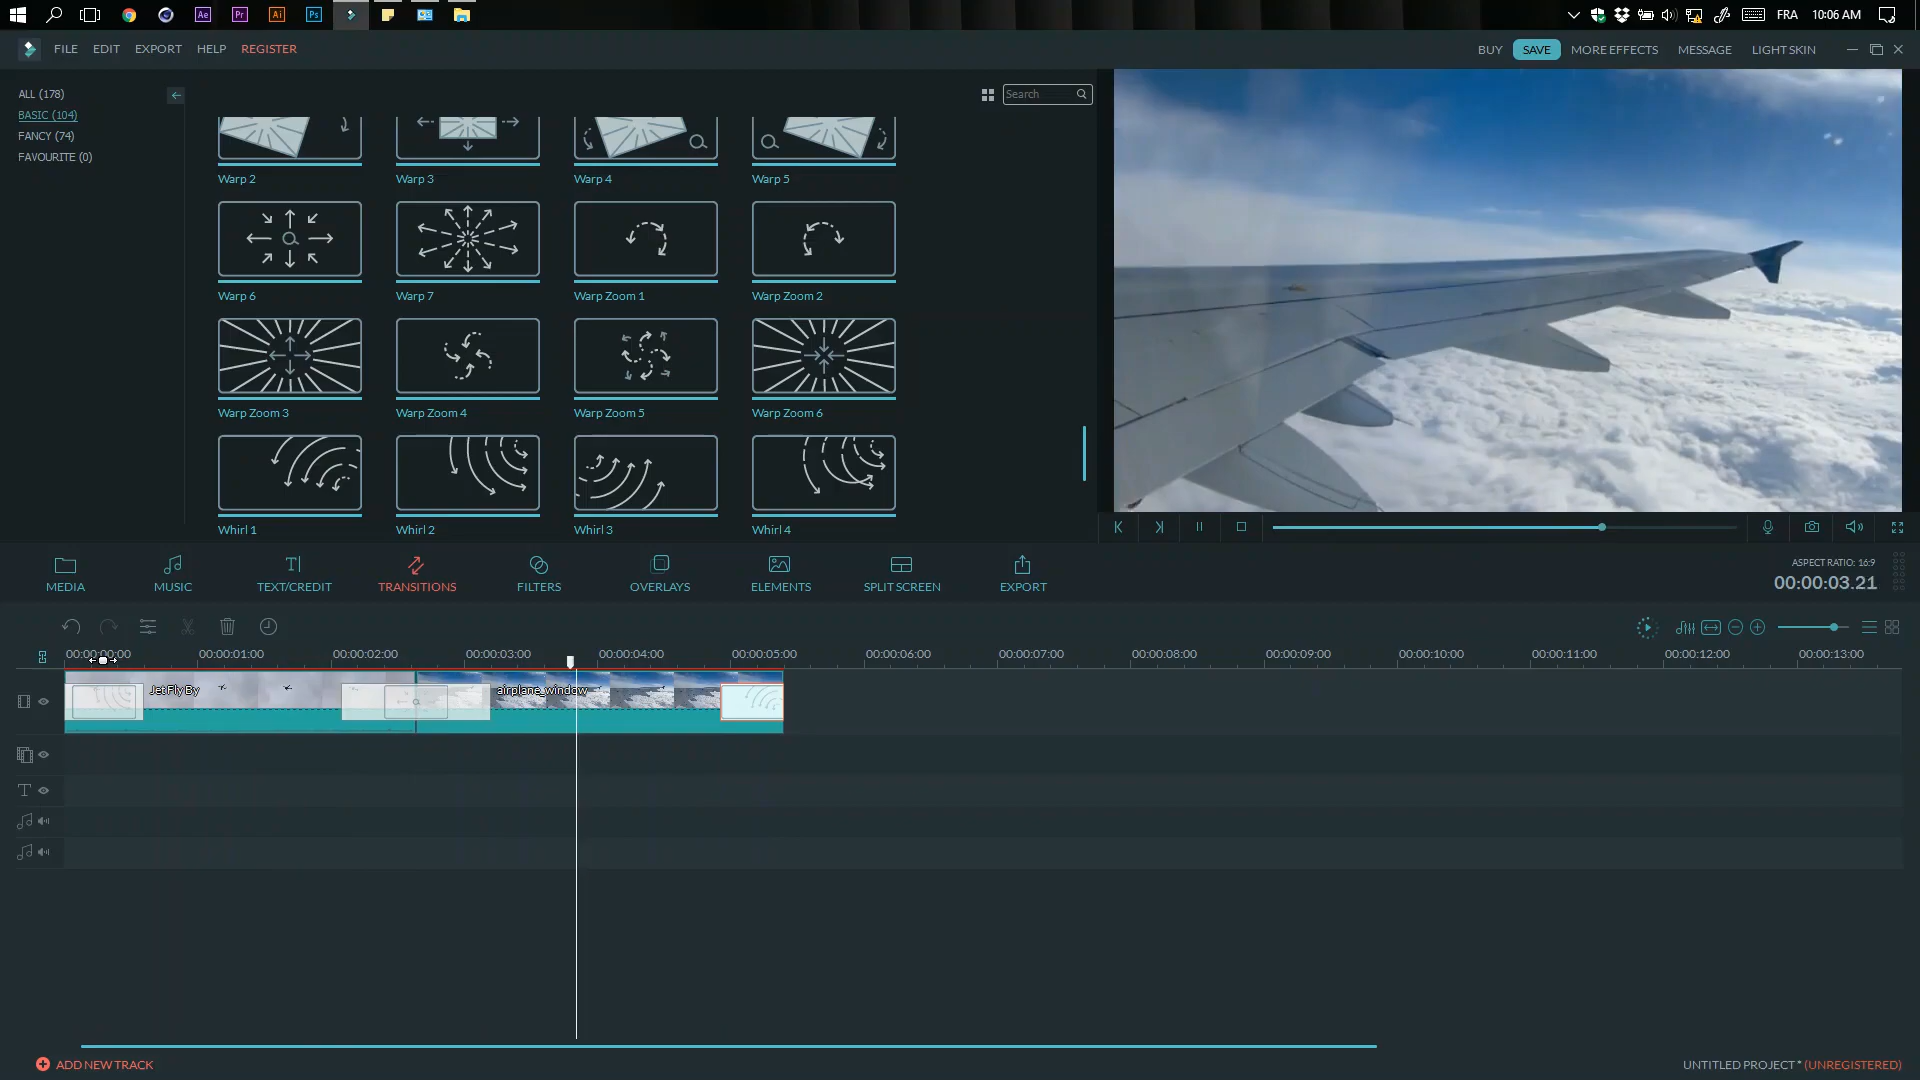 Ae Pr Ai Ps FRA 10:06 AM
FILE EDIT EXPORT HELP REGISTER BUY SAVE MORE EFFECTS MESSAGE LIGHT SKIN
ALL (178)
BASIC (104)
FANCY (74)
FAVOURITE (0)
Search
Warp 2 Warp 3 Warp 4 Warp 5
Warp 6 Warp 7 Warp Zoom 1 Warp Zoom 2
Warp Zoom 3 Warp Zoom 4 Warp Zoom 5 Warp Zoom 6
Whirl 1 Whirl 2 Whirl 3 Whirl 4
MEDIA MUSIC TEXT/CREDIT TRANSITIONS FILTERS OVERLAYS ELEMENTS SPLIT SCREEN EXPORT
ASPECT RATIO: 16:9
00:00:03.21
00:00:00:00 00:00:01:00 00:00:02:00 00:00:03:00 00:00:04:00 00:00:05:00 00:00:06:00 00:00:07:00 00:00:08:00 00:00:09:00 00:00:10:00 00:00:11:00 00:00:12:00 00:00:13:00
Jet Fly By airplane_window
ADD NEW TRACK UNTITLED PROJECT * (UNREGISTERED)